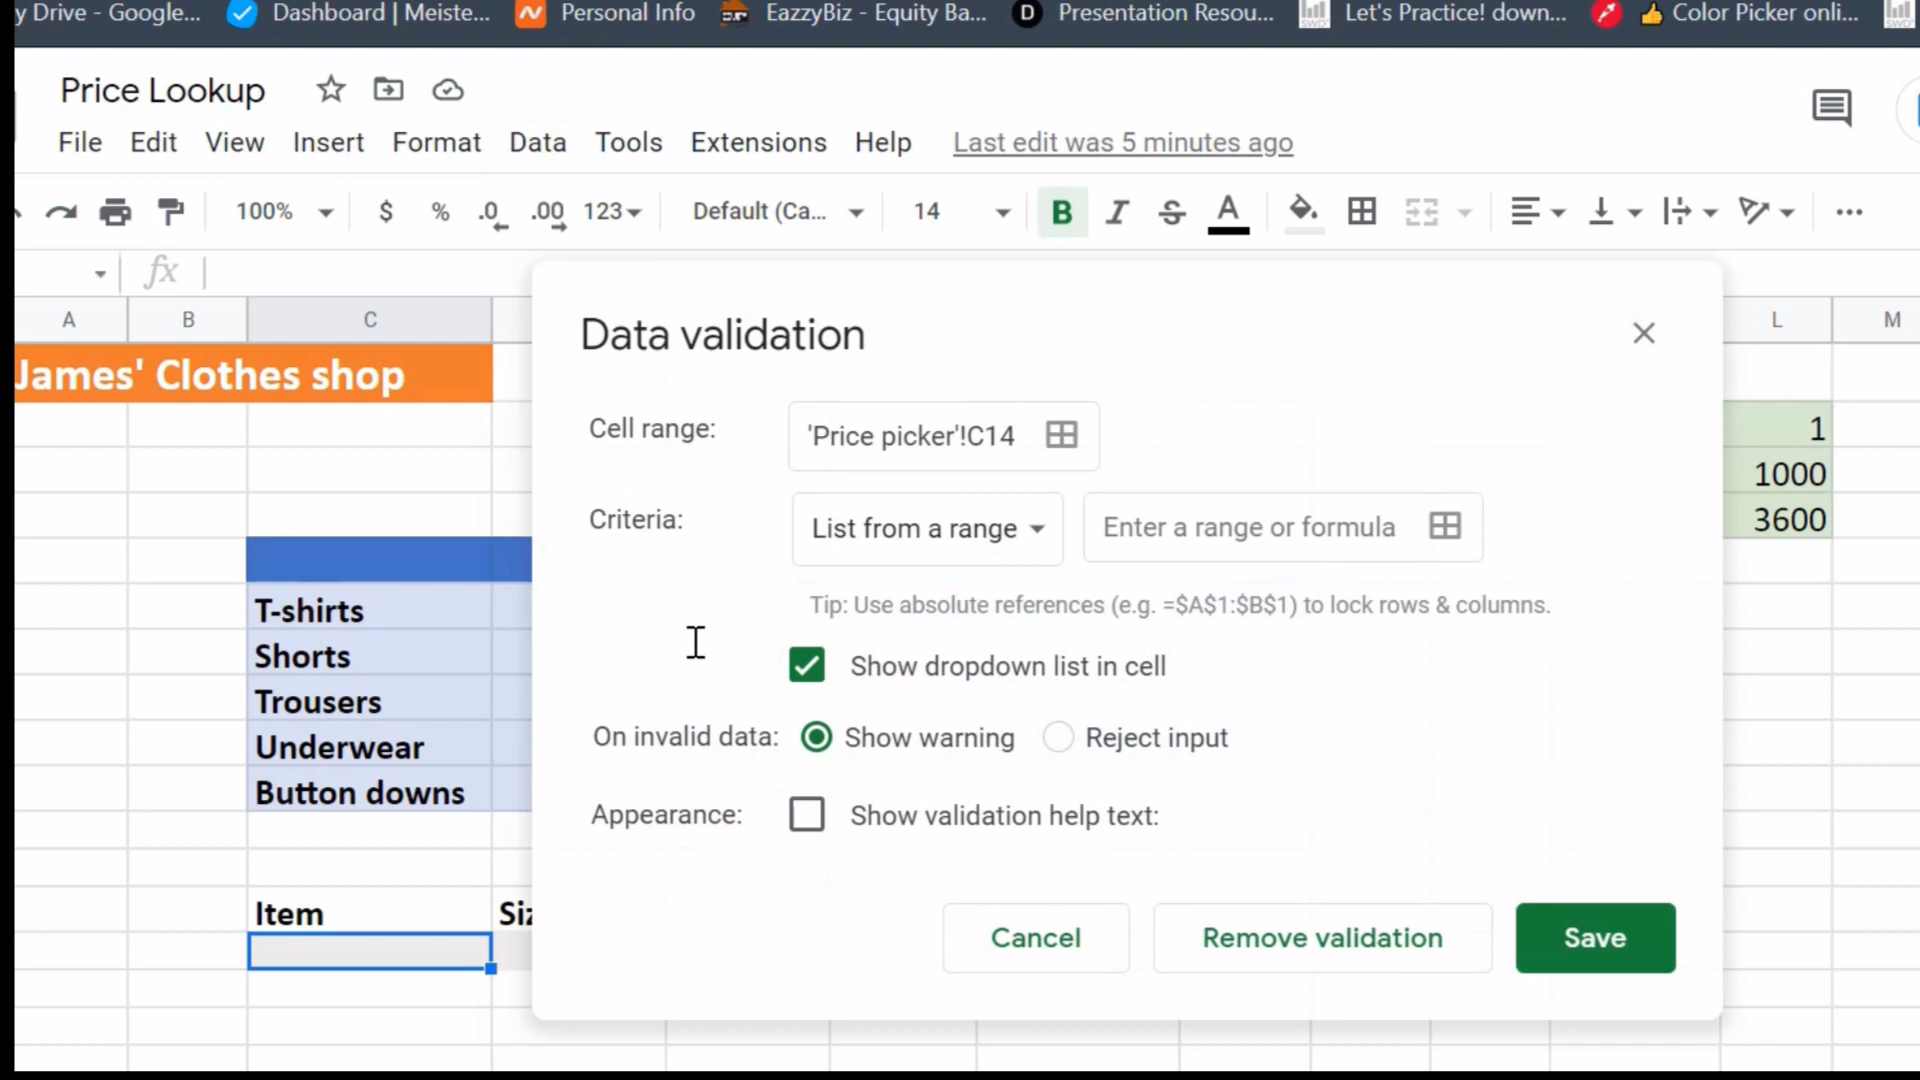 y Drive - Google... Dashboard | Meiste... Personal Info EazzyBiz - Equity Ba... D Presentation Resou... Let's Practice! down... Color Picker onli...
Price Lookup
File Edit View Insert Format Data Tools Extensions Help Last edit was 5 minutes ago
100% $ % .0 .00 123 Default (Ca... 14 B I S A ...
fx
A B C L M
James' Clothes shop
Data validation
Cell range: 'Price picker'!C14
1
1000
3600
Criteria: List from a range Enter a range or formula
Tip: Use absolute references (e.g. =$A$1:$B$1) to lock rows & columns.
T-shirts
Shorts
Trousers
Underwear
Button downs
Show dropdown list in cell
On invalid data: Show warning Reject input
Appearance: Show validation help text:
Item Siz
Cancel Remove validation Save